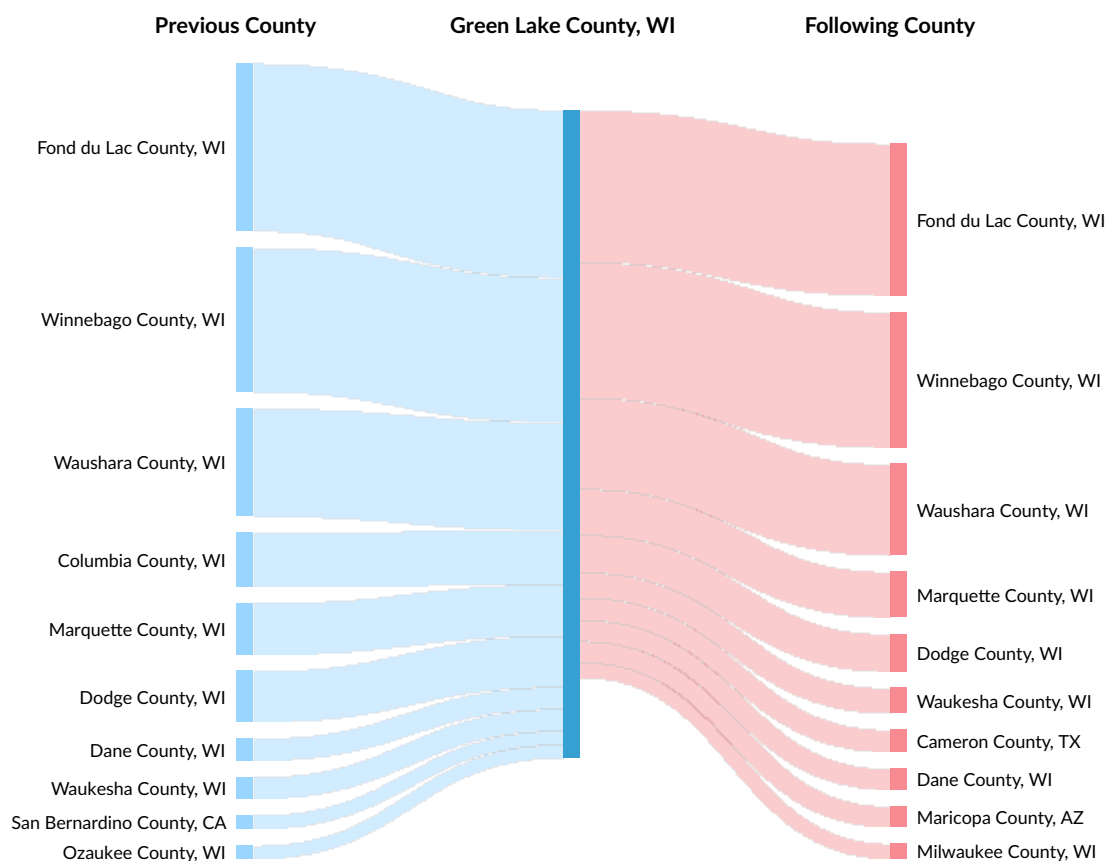 Previous County
Green Lake County, WI
Following County
Fond du Lac County, WI
Winnebago County, WI
Waushara County, WI
Columbia County, WI
Marquette County, WI
Dodge County, WI
Dane County, WI
Waukesha County, WI
San Bernardino County, CA
Ozaukee County, WI
Fond du Lac County, WI
Winnebago County, WI
Waushara County, WI
Marquette County, WI
Dodge County, WI
Waukesha County, WI
Cameron County, TX
Dane County, WI
Maricopa County, AZ
Milwaukee County, WI